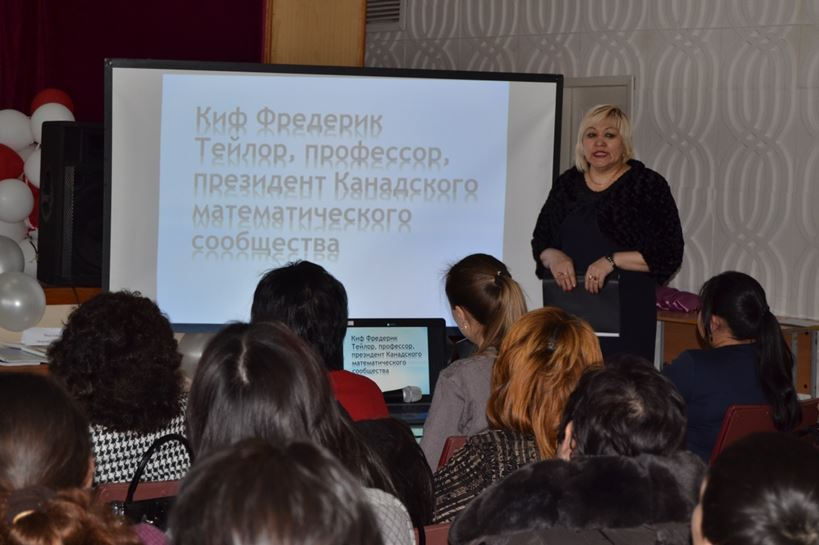 Киф Фредерик
Тейлор, профессор,
президент Канадского
математического
сообщества
Киф Фредерик
Тейлор, профессор,
президент Канадского
математического
сообщества